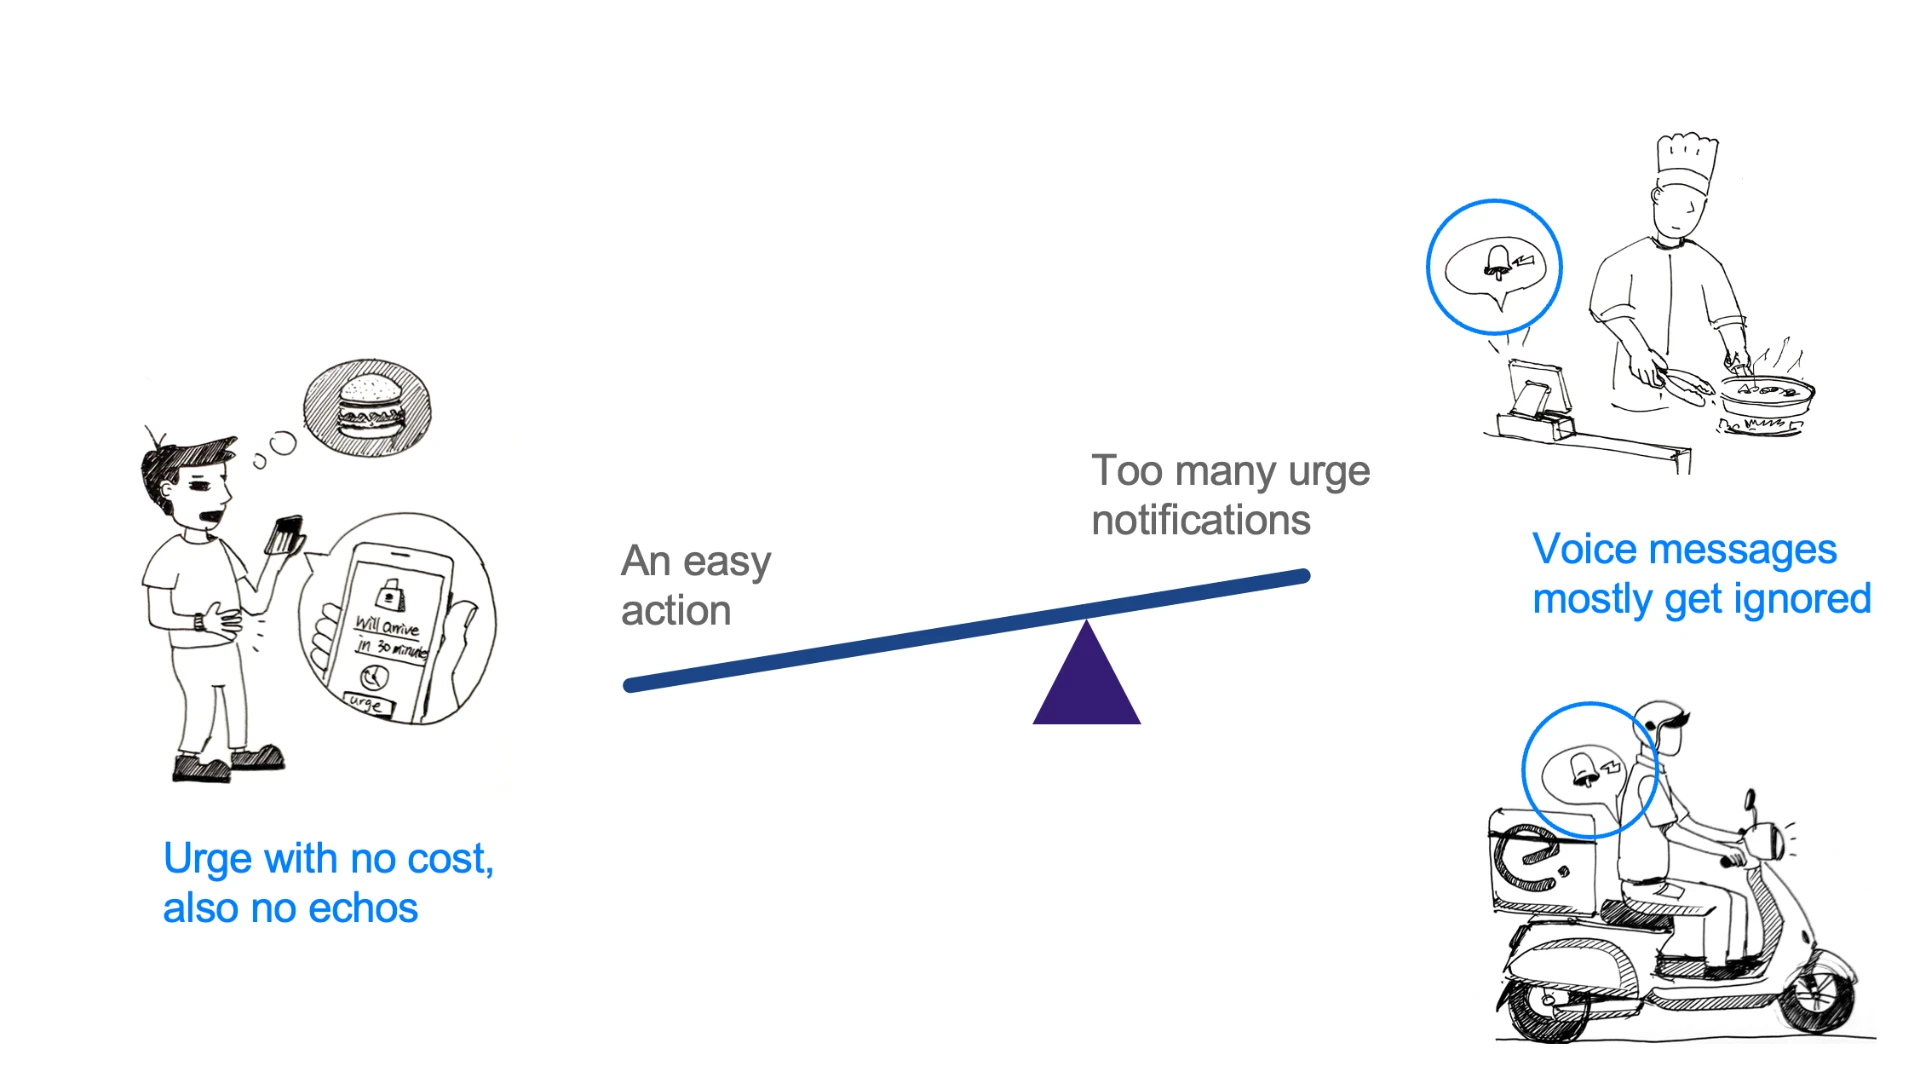 An easy
action
Too many urge
notifications
Voice messages
mostly get ignored
will arrive
in 30 minutes
urge
Urge with no cost,
also no echos
e.